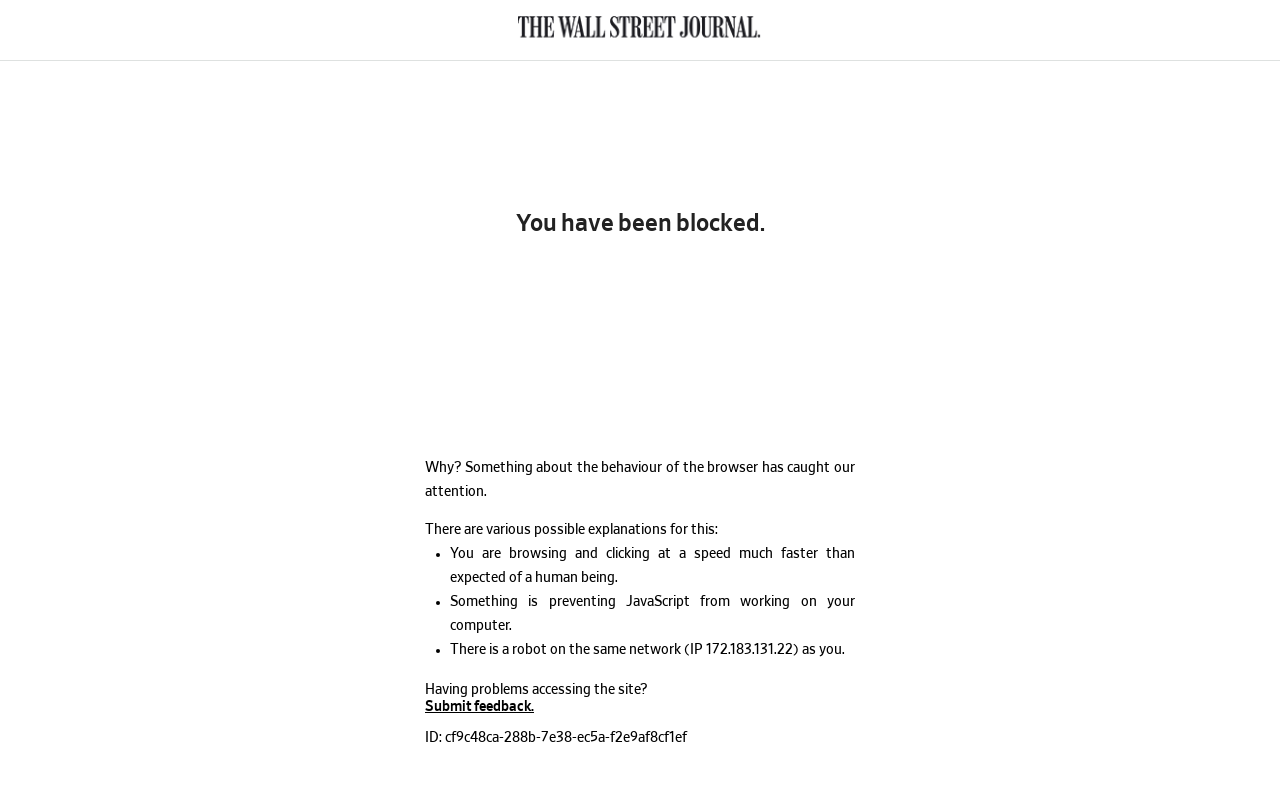 THE WALL STREET JOURNAL.
You have been blocked.
Why? Something about the behaviour of the browser has caught our
attention.
There are various possible explanations for this:
• You are browsing and clicking at a speed much faster than
expected of a human being.
• Something is preventing JavaScript from working on your
computer.
• There is a robot on the same network (IP 172.183.131.22) as you.
Having problems accessing the site?
Submit feedback.
ID: cf9c48ca-288b-7e38-ec5a-f2e9af8cf1ef